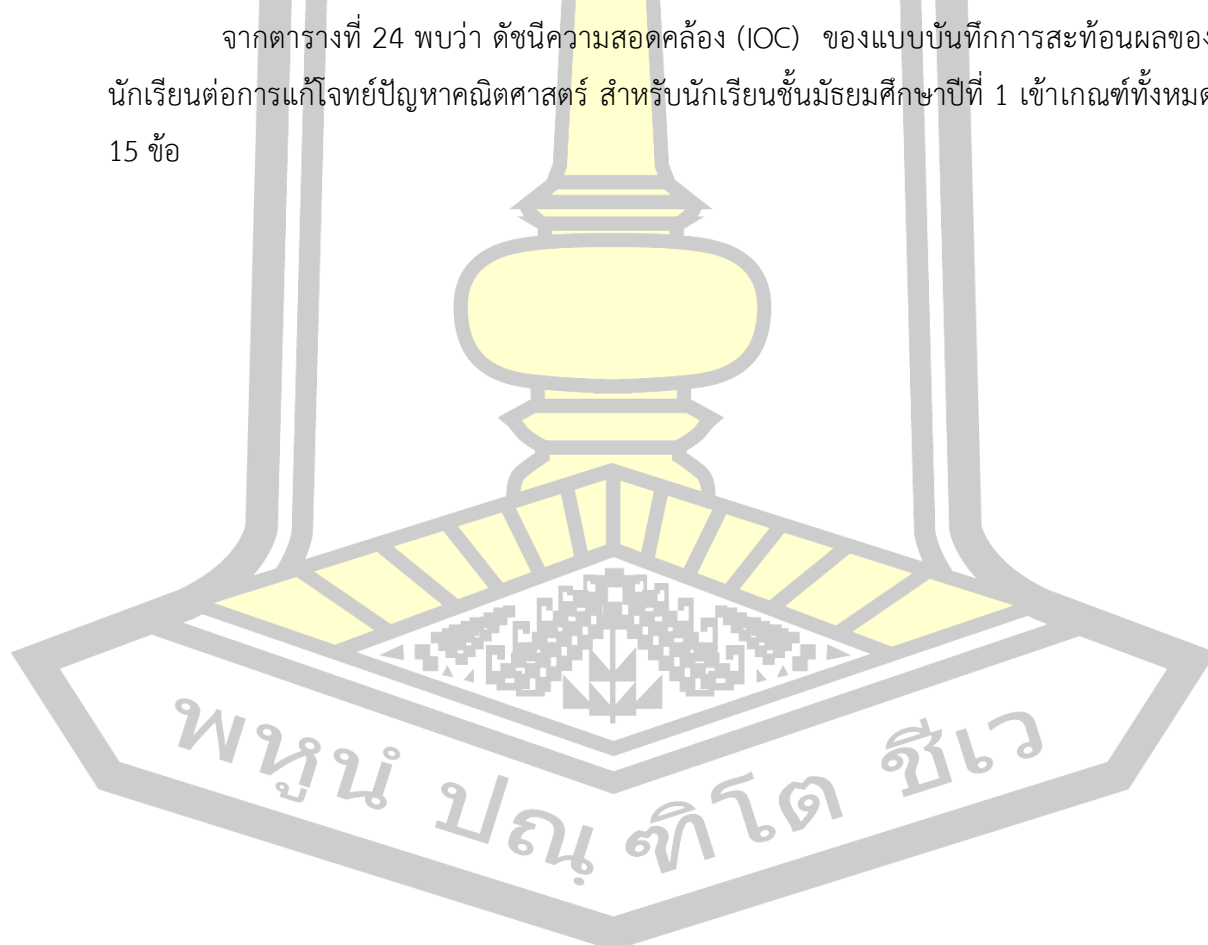 จากตารางที่ 24 พบว่า ดัชนีความสอดคล้อง (IOC) ของแบบบันทึกการสะท้อนผลของ
นักเรียนต่อการแก้โจทย์ปัญหาคณิตศาสตร์ สำหรับนักเรียนชั้นมัธยมศึกษาปีที่ 1 เข้าเกณฑ์ทั้งหมด
15 ข้อ
พหูนํ ปณฺฑิโต ชีเว